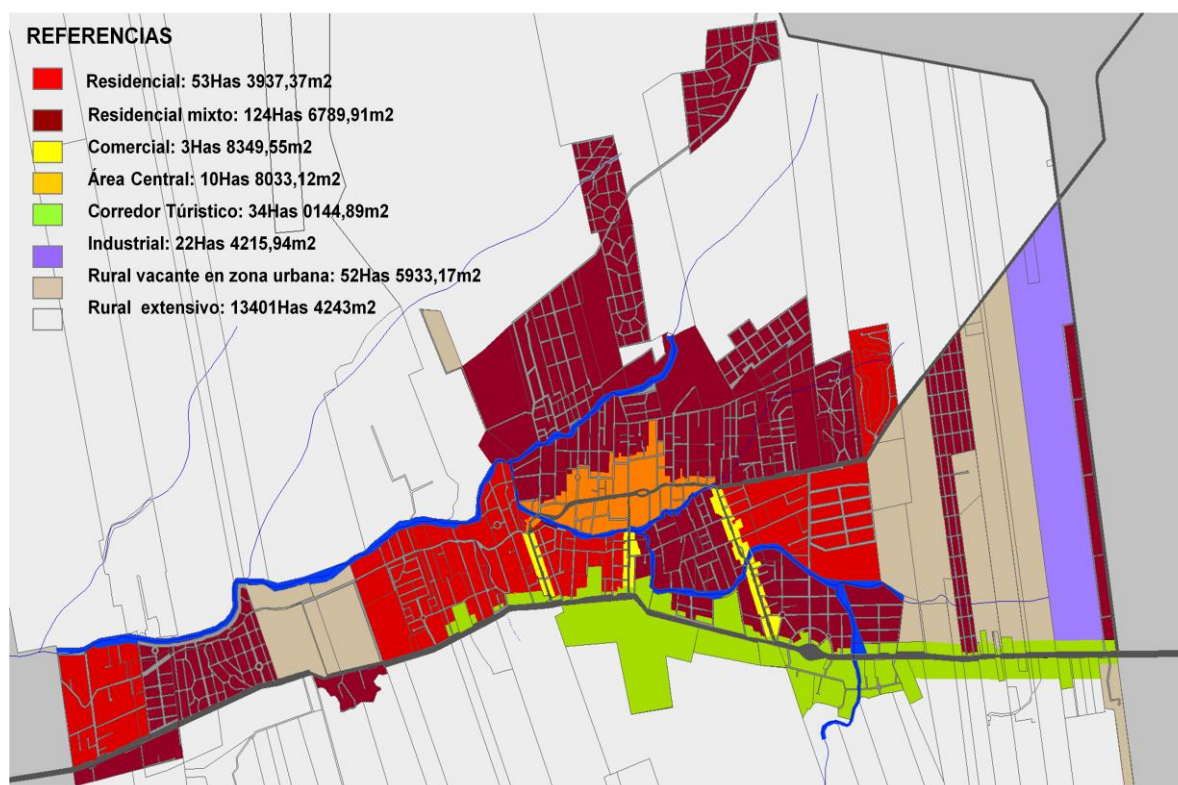 REFERENCIAS
Residencial: 53Has 3937,37m2
Residencial mixto: 124Has 6789,91m2
Comercial: 3Has 8349,55m2
Área Central: 10Has 8033,12m2
Corredor Túristico: 34Has 0144,89m2
Industrial: 22Has 4215,94m2
Rural vacante en zona urbana: 52Has 5933,17m2
Rural extensivo: 13401Has 4243m2